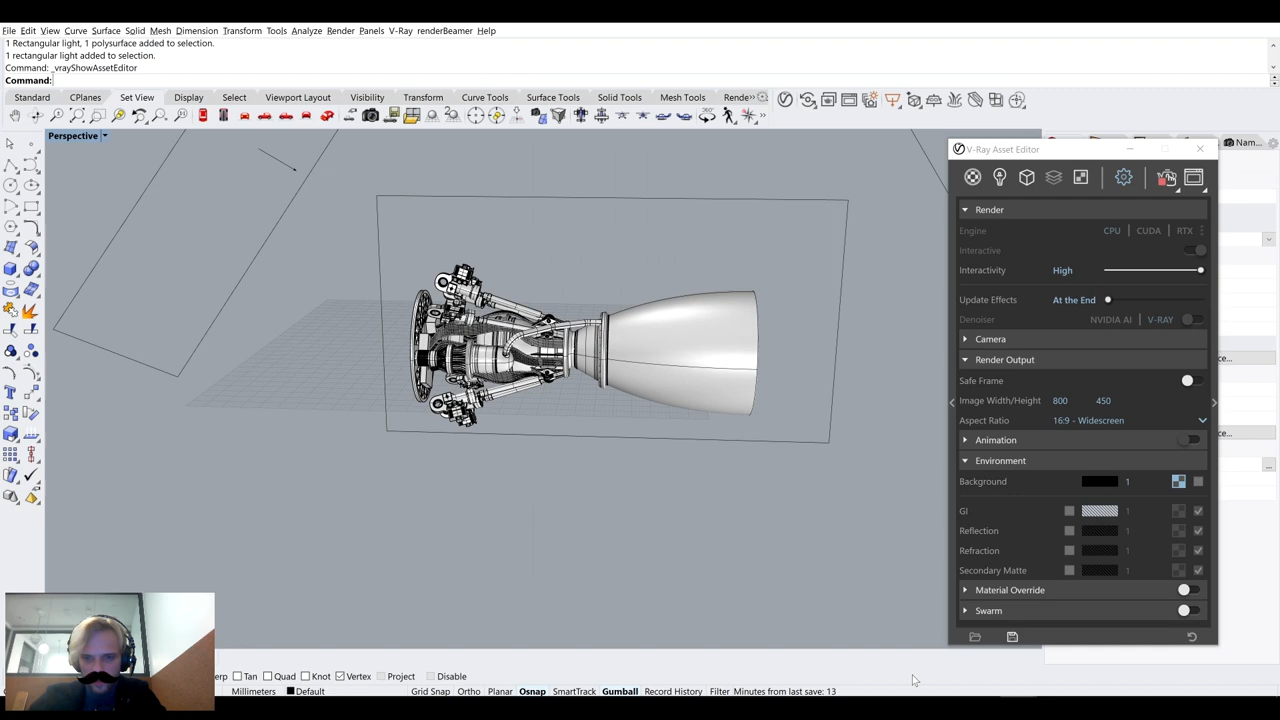 File Edit View Curve Surface Solid Mesh Dimension Transform Tools Analyze Render Panels V-Ray renderBeamer Help
1 Rectangular light, 1 polysurface added to selection.
1 rectangular light added to selection.
Command: _vrayShowAssetEditor
Command:
Standard CPlanes Set View Display Select Viewport Layout Visibility Transform Curve Tools Surface Tools Solid Tools Mesh Tools Rende
Perspective
Nam...
V-Ray Asset Editor
Render
Engine CPU CUDA RTX
Interactive
Interactivity High
Update Effects At the End
Denoiser NVIDIA AI V-RAY
Camera
Render Output
ce...
Safe Frame
Image Width/Height 800 450
Aspect Ratio 16:9 - Widescreen
ce...
Animation
Environment
...
Background 1
GI 1
Reflection 1
Refraction 1
Secondary Matte 1
Material Override
Swarm
erp Tan Quad Knot Vertex Project Disable
Millimeters Default Grid Snap Ortho Planar Osnap SmartTrack Gumball Record History Filter Minutes from last save: 13